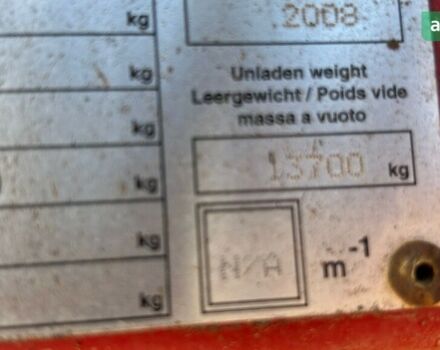 2008
kg
kg
Unladen weight
Leergewicht / Poids vide
massa a vuoto
kg
13700 kg
kg
kg
N/A m-1
kg